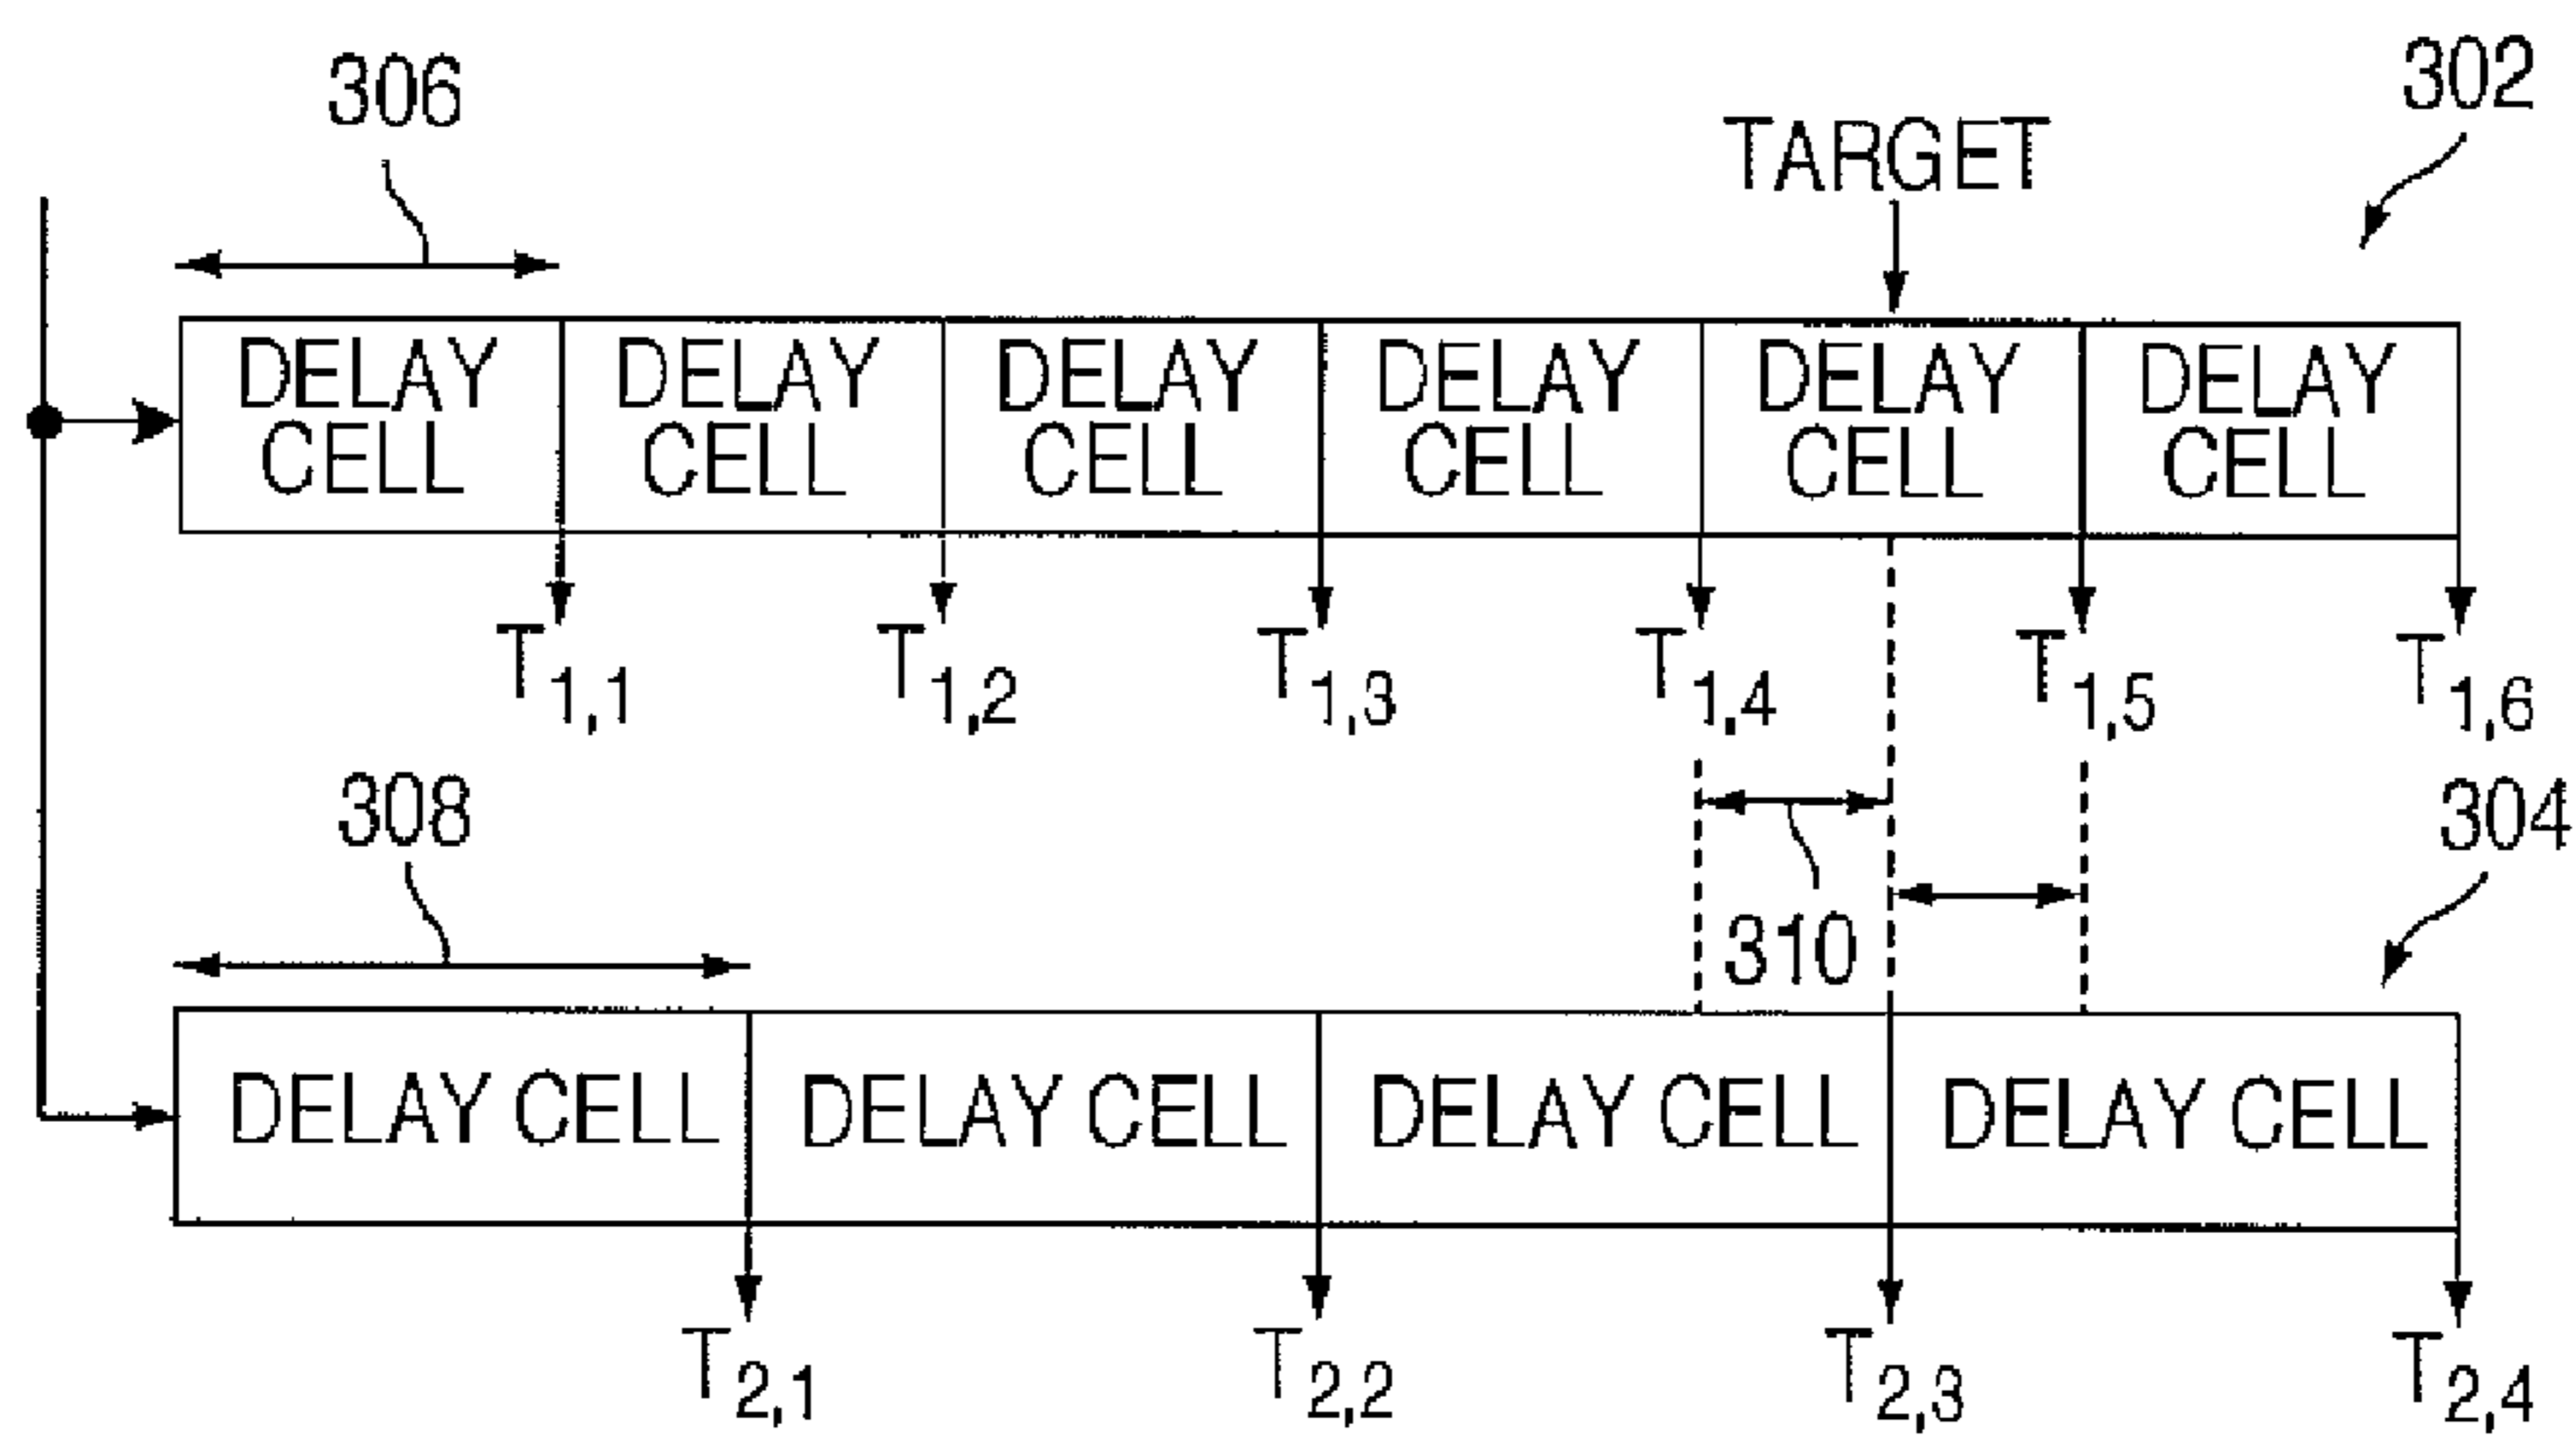 306
TARGET
302
DELAY CELL DELAY CELL DELAY CELL DELAY CELL DELAY CELL DELAY CELL
T1,1 T1,2 T1,3 T1,4 T1,5 T1,6
308
310
304
DELAY CELL DELAY CELL DELAY CELL DELAY CELL
T2,1 T2,2 T2,3 T2,4